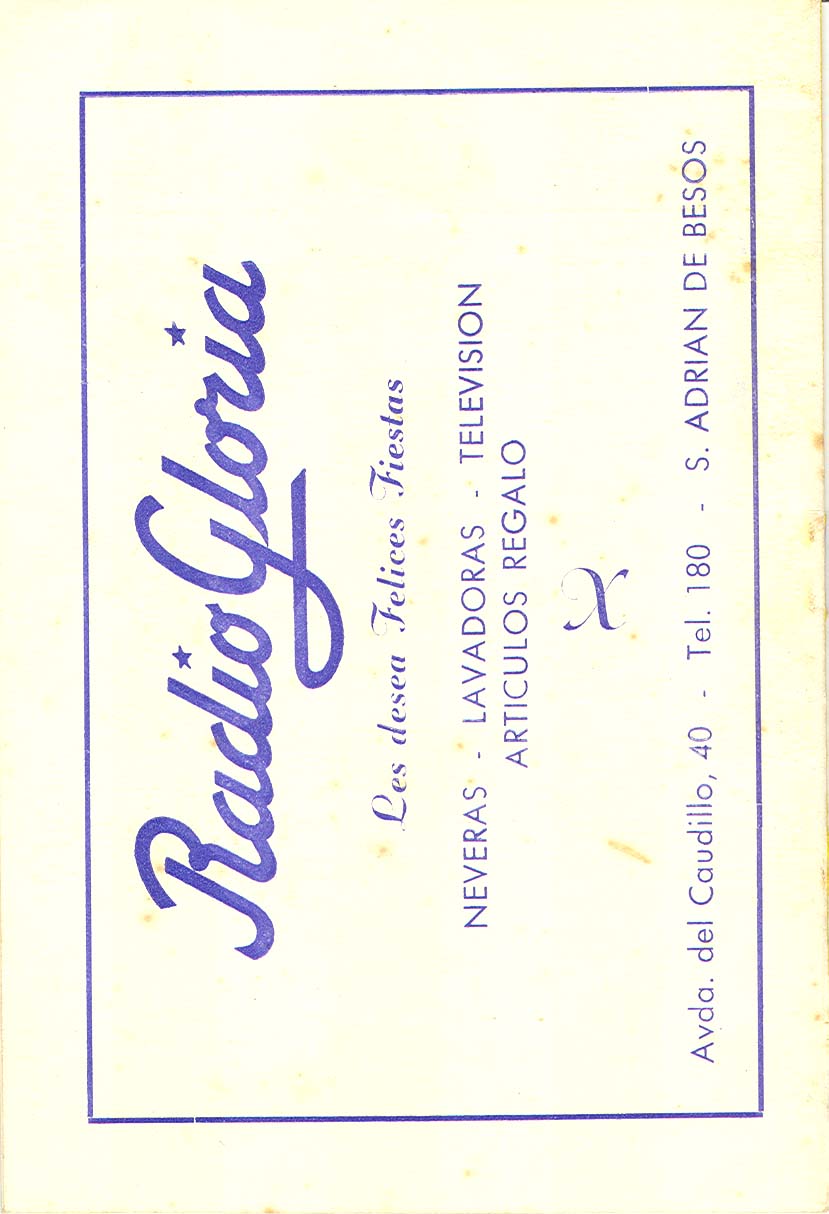 Radio Gloria
Les desea Felices Fiestas
NEVERAS - LAVADORAS - TELEVISION
ARTICULOS REGALO
Avda. del Caudillo, 40 - Tel. 180 - S. ADRIAN DE BESOS